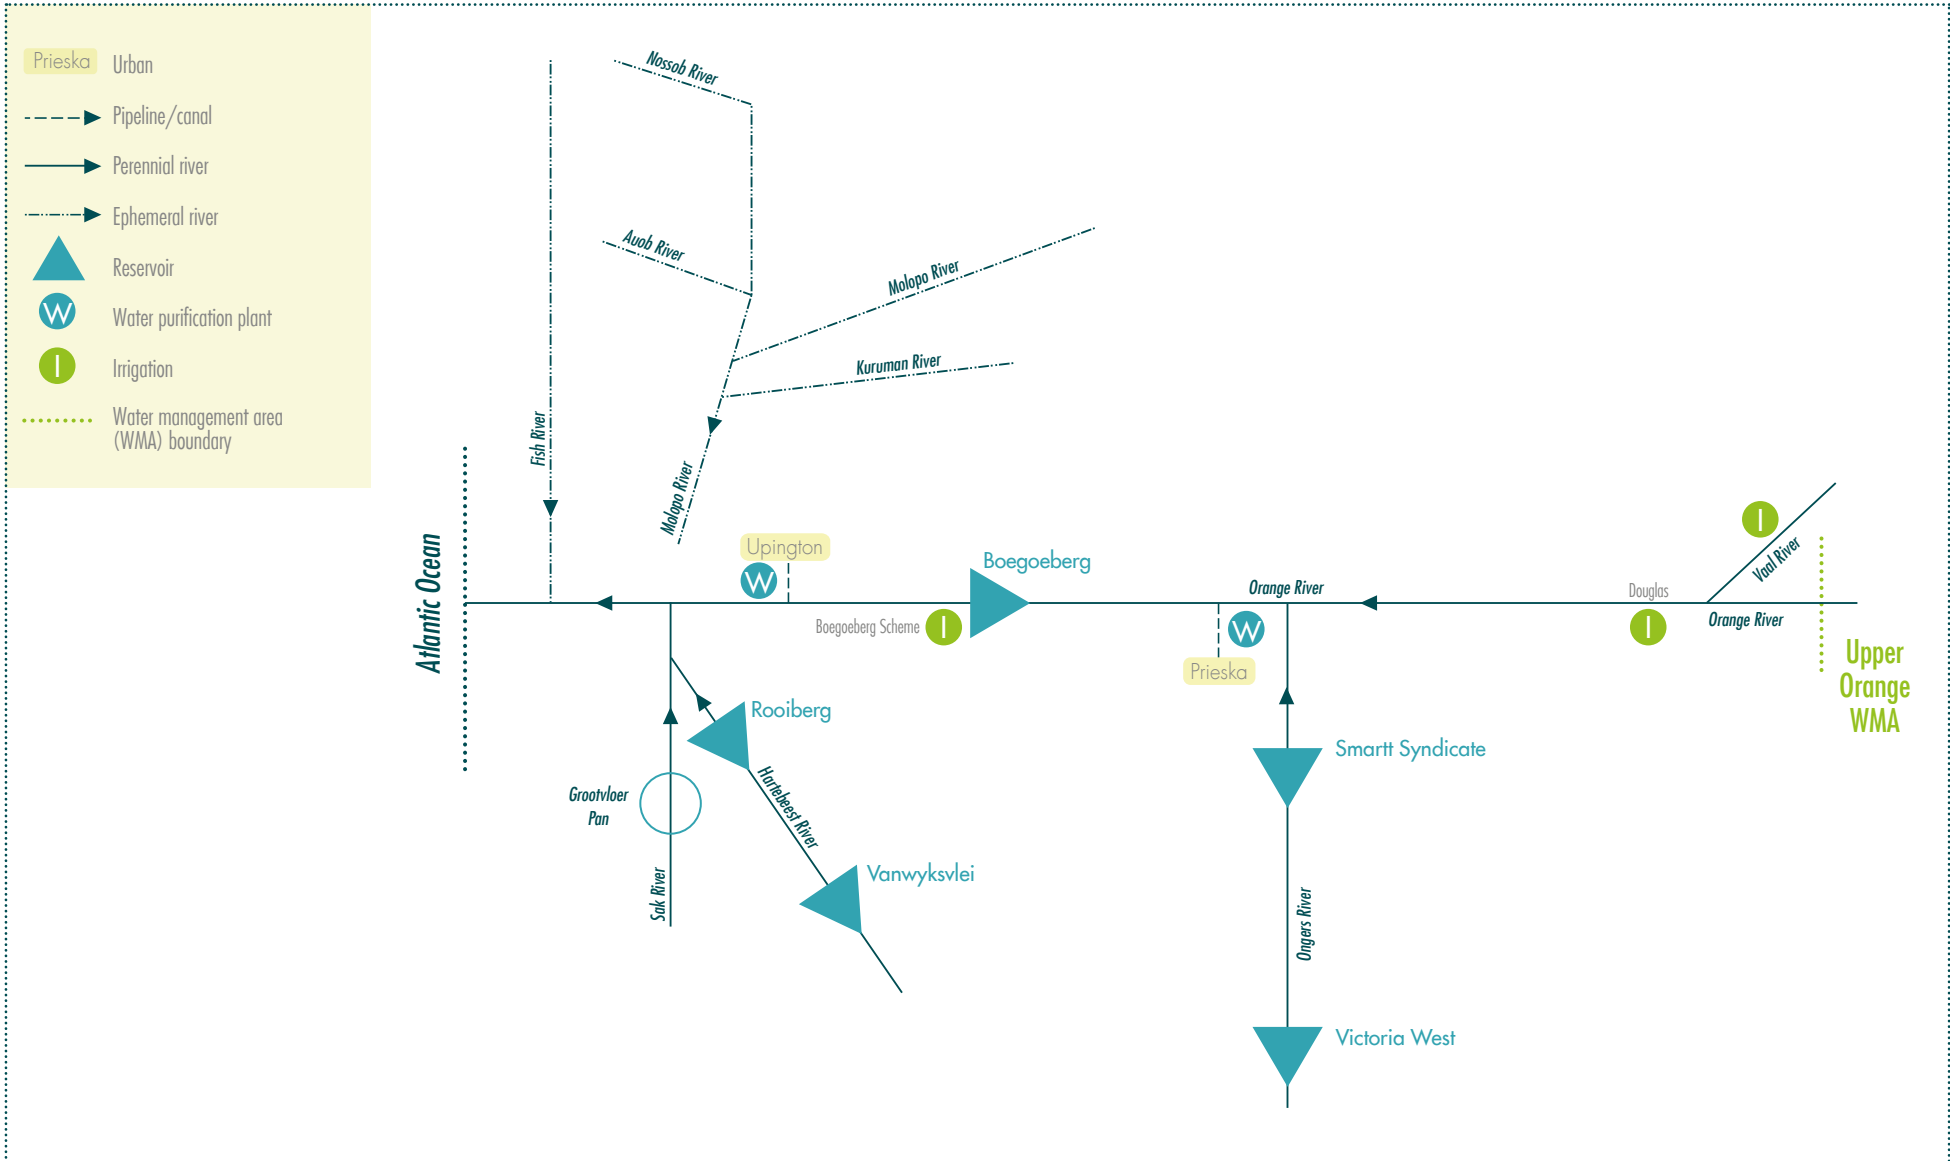 Prieska
Urban
Pipeline/canal
Perennial river
Ephemeral river
Reservoir
W
Water purification plant
I
Irrigation
Water management area
(WMA) boundary
Nossob River
Auob River
Molopo River
Kuruman River
Fish River
Molopo River
Atlantic Ocean
Upington
W
Boegoeberg
Boegoeberg Scheme
I
Orange River
W
Prieska
Douglas
I
I
Vaal River
Orange River
Upper
Orange
WMA
Rooiberg
Hartebeest River
Grootvloer
Pan
Sak River
Vanwyksvlei
Smartt Syndicate
Ongers River
Victoria West